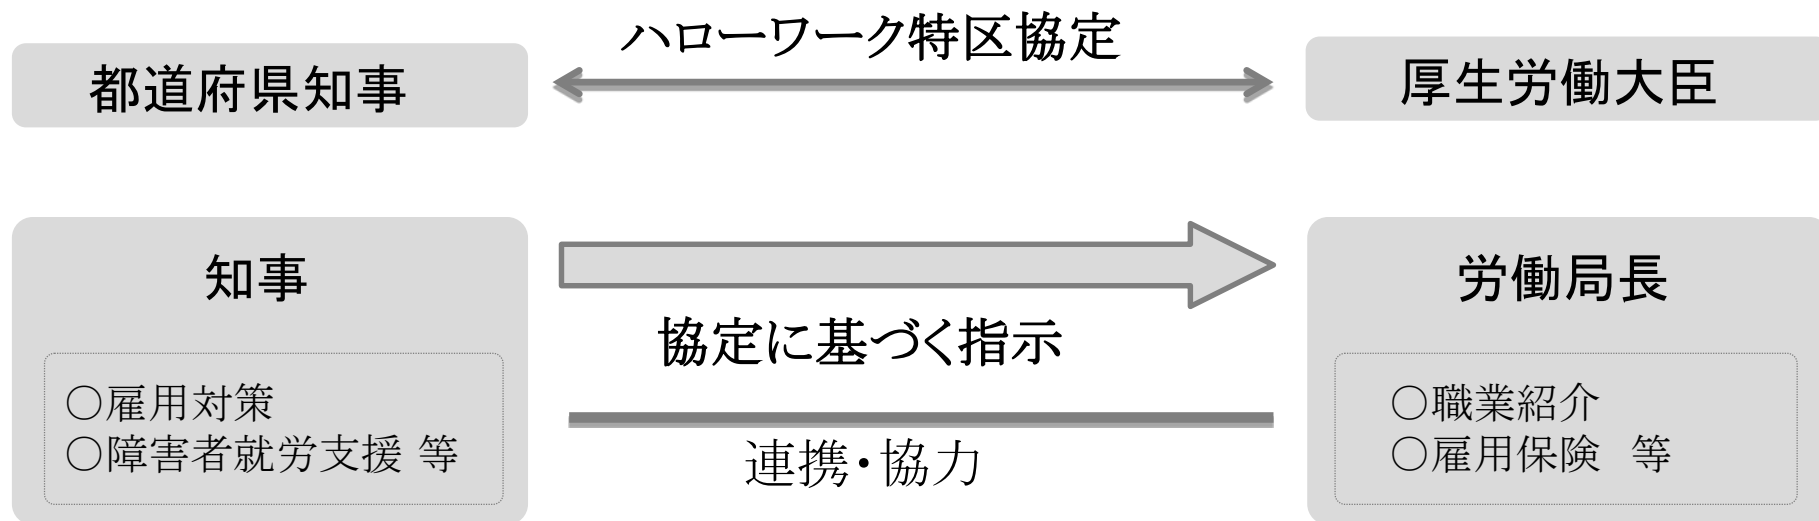 ハローワーク特区協定
都道府県知事
厚生労働大臣
知事
○雇用対策
○障害者就労支援 等
協定に基づく指示
連携・協力
労働局長
○職業紹介
○雇用保険 等